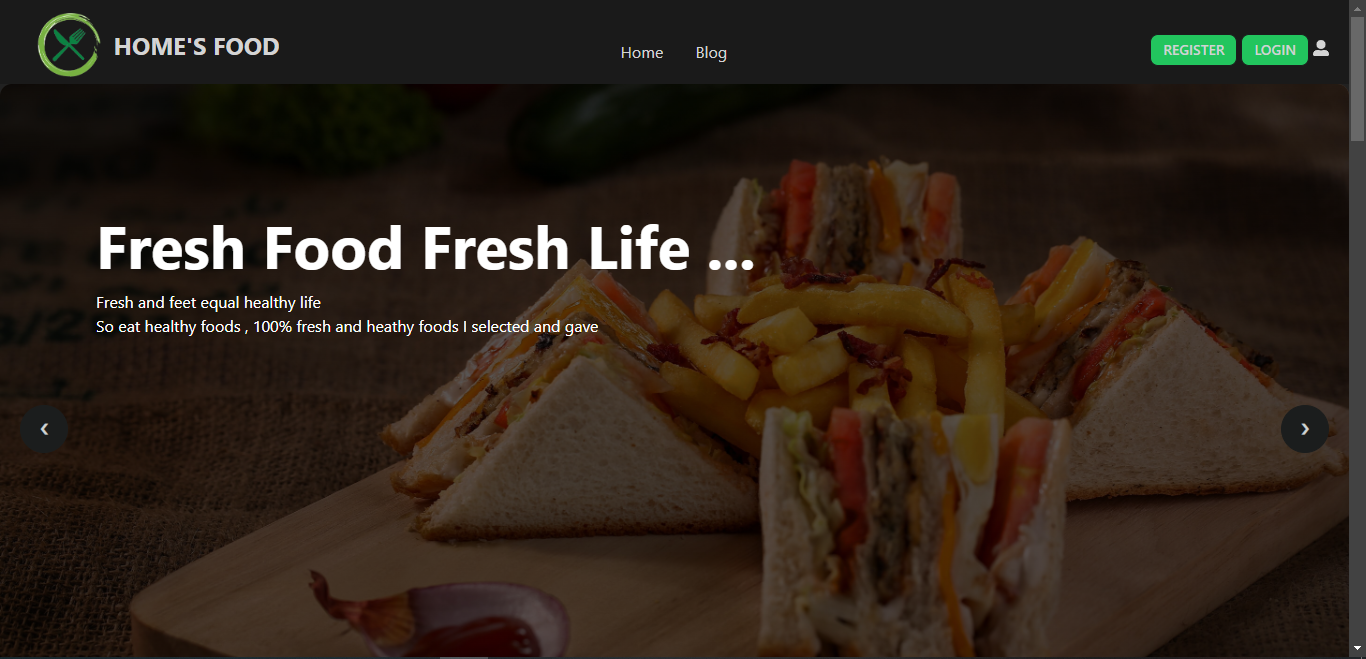 HOME'S FOOD
Home
Blog
REGISTER
LOGIN
Fresh Food Fresh Life ...
Fresh and feet equal healthy life
So eat healthy foods , 100% fresh and heathy foods I selected and gave